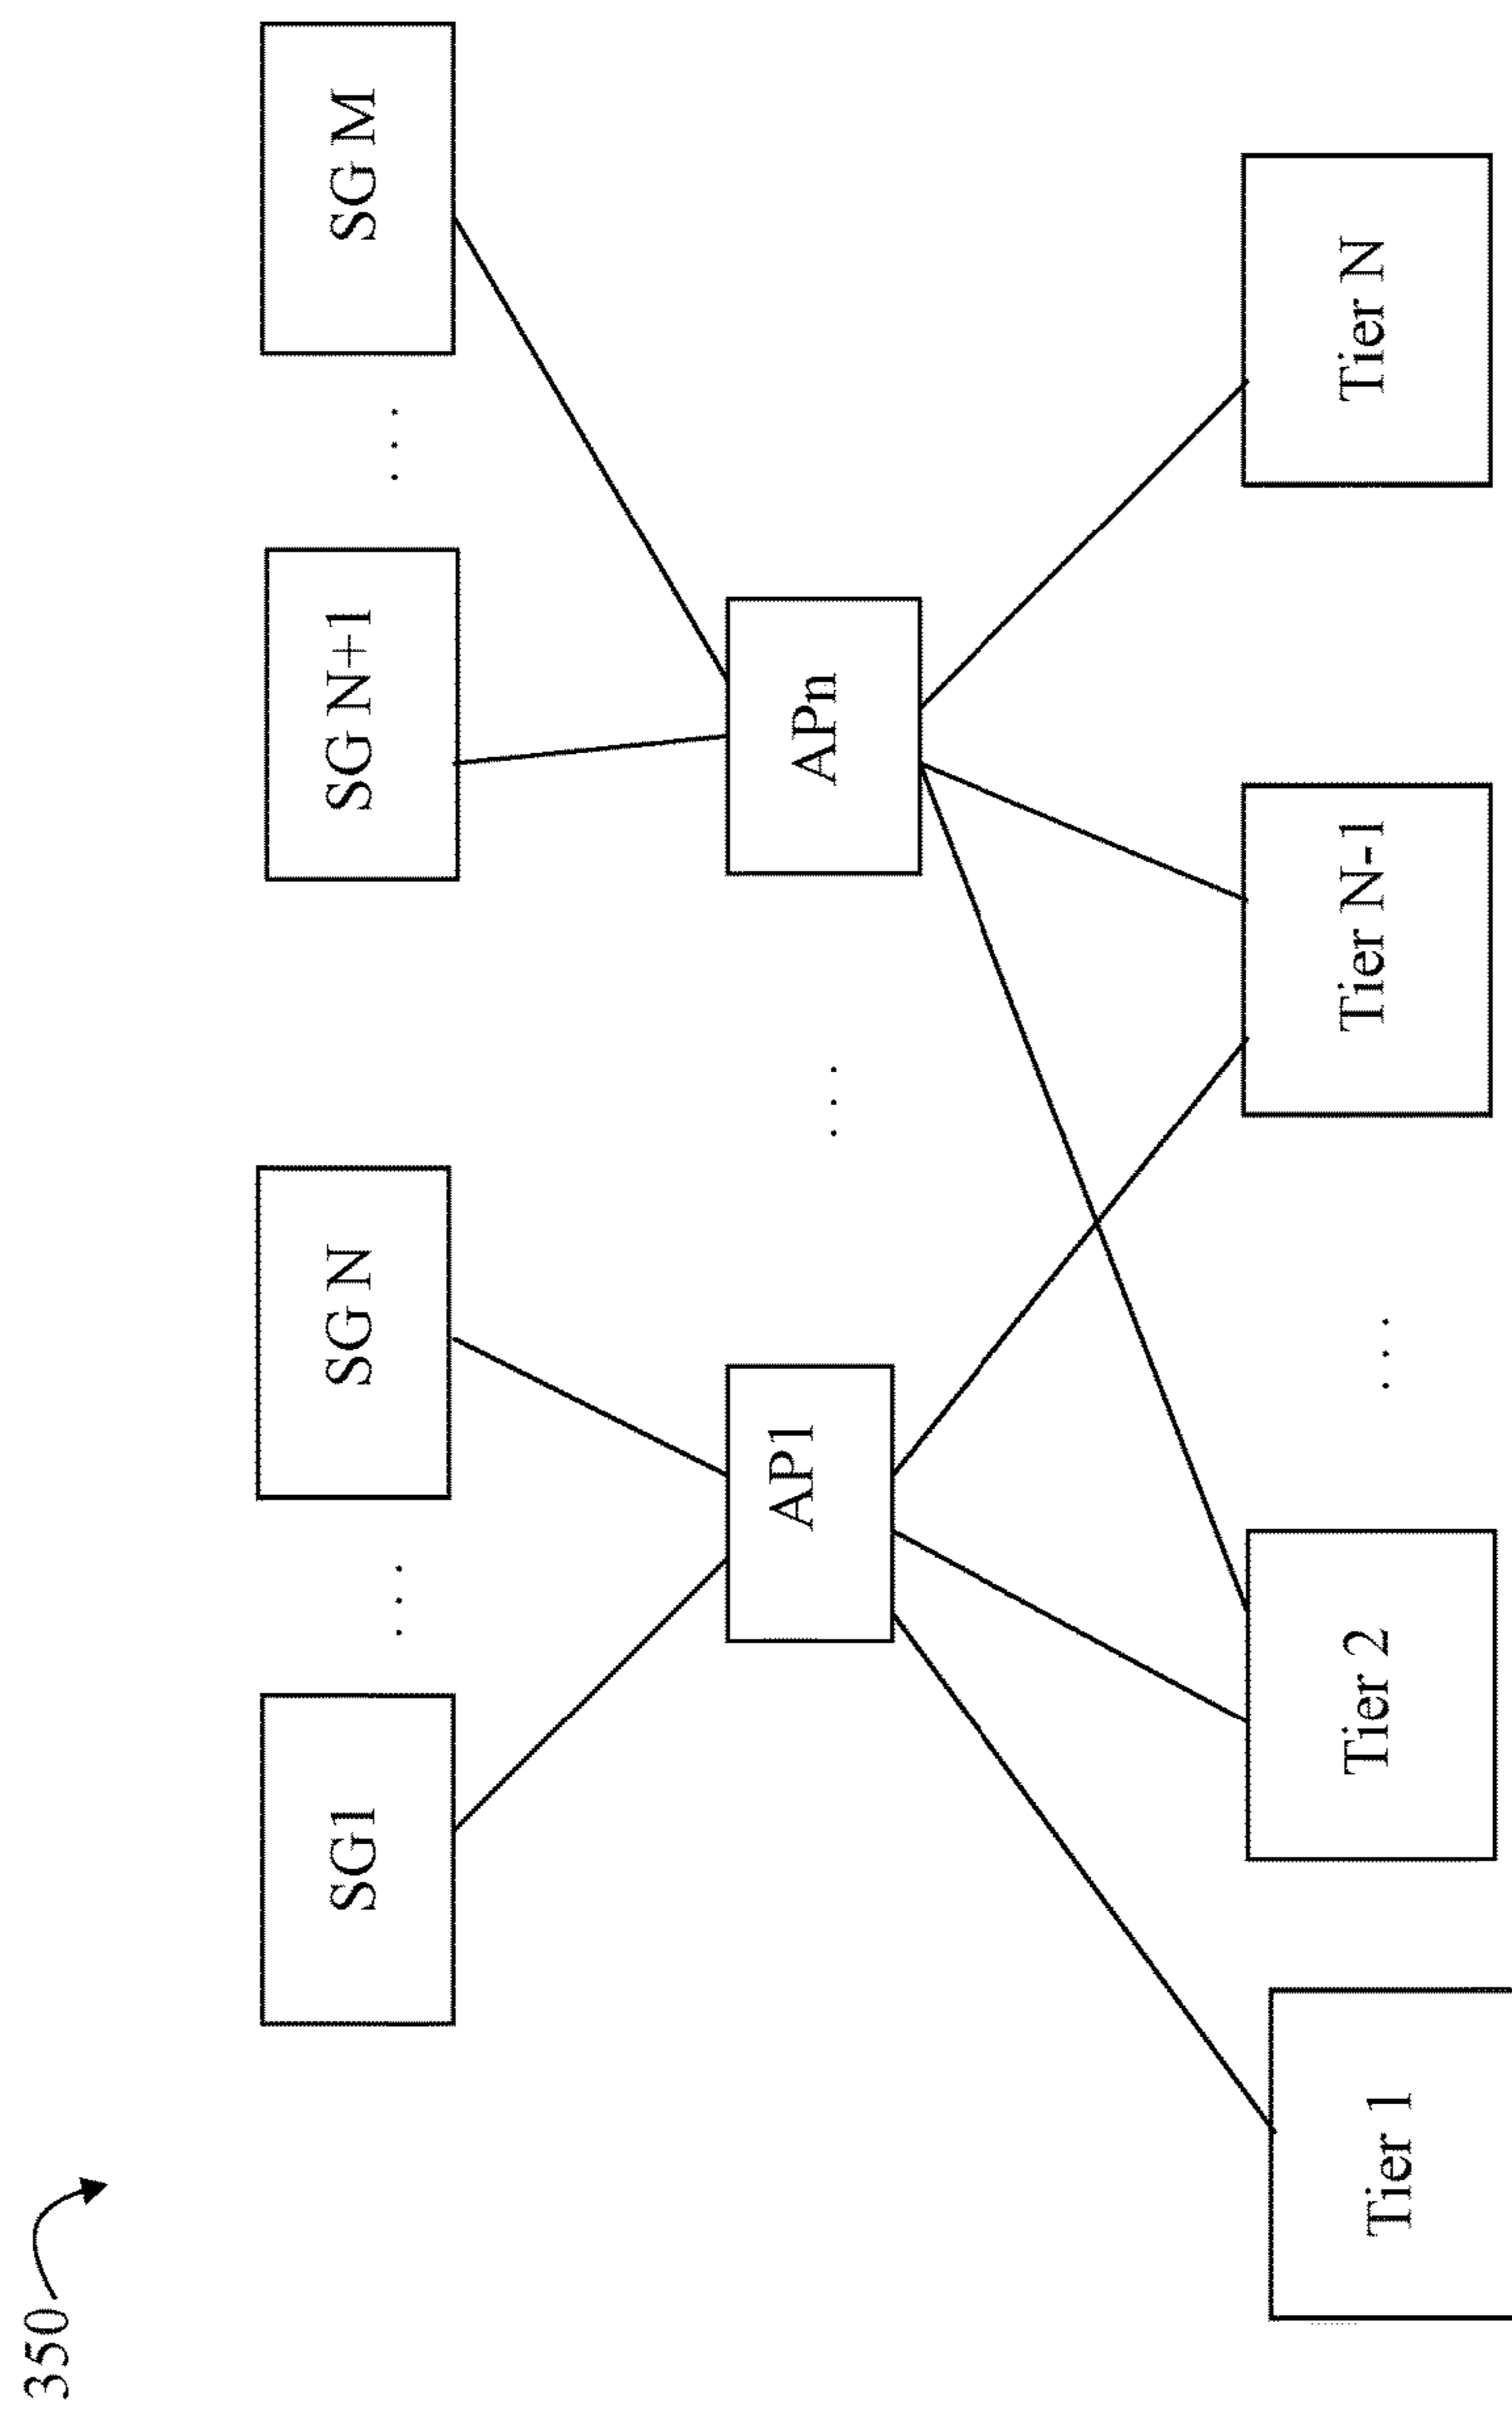 350
SG1
. . .
SG N
SG N+1
. . .
SG M
AP1
. . .
APn
Tier 1
Tier 2
. . .
Tier N-1
Tier N